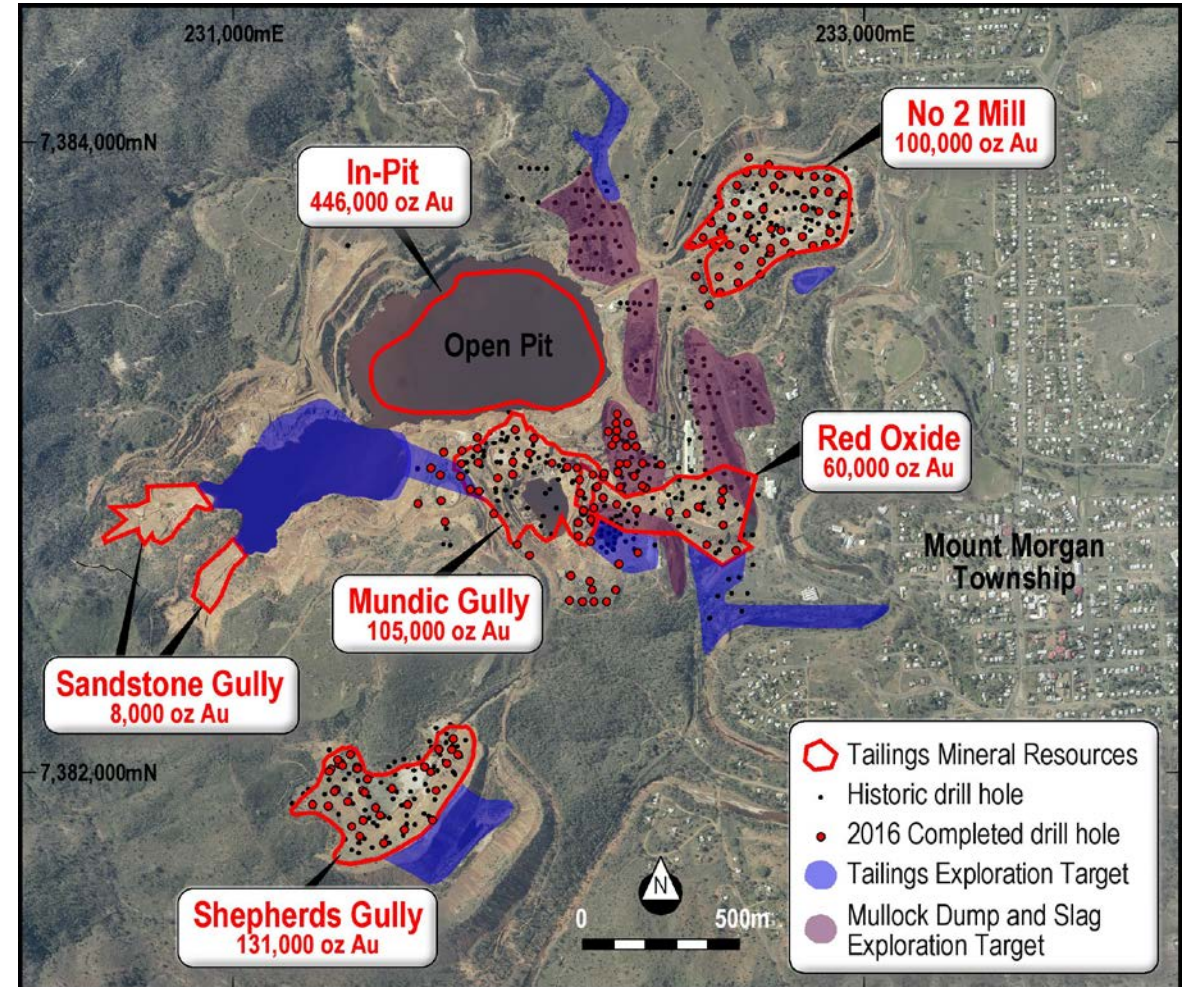 231,000mE
233,000mE
7,384,000mN
No 2 Mill
100,000 oz Au
In-Pit
446,000 oz Au
Open Pit
Red Oxide
60,000 oz Au
Mount Morgan
Township
Mundic Gully
105,000 oz Au
Sandstone Gully
8,000 oz Au
7,382,000mN
Shepherds Gully
131,000 oz Au
N
0
500m
Tailings Mineral Resources
Historic drill hole
2016 Completed drill hole
Tailings Exploration Target
Mullock Dump and Slag
Exploration Target